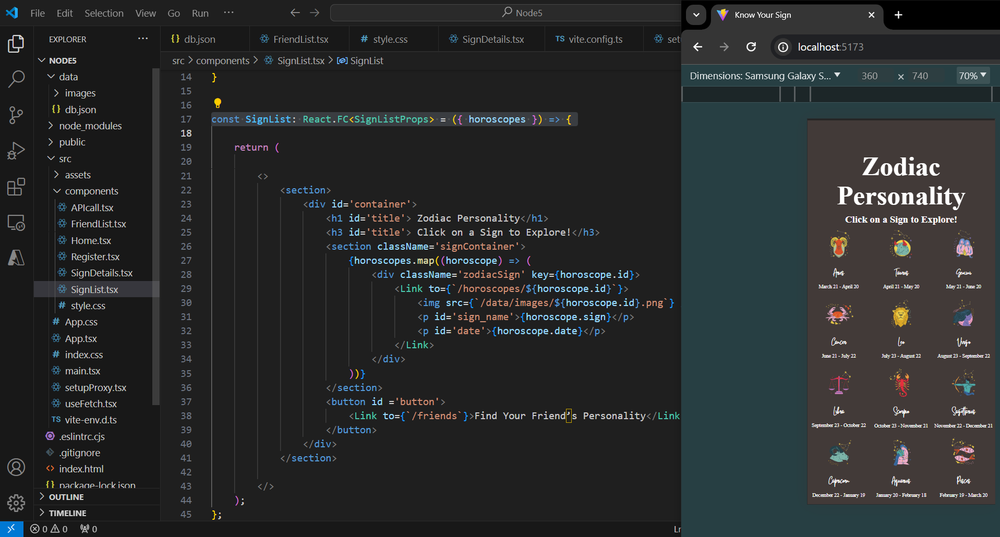 File Edit Selection View Go Run ···
Node5
EXPLORER ···
NODE5
data
images
db.json
node_modules
public
src
assets
components
APIcall.tsx
FriendList.tsx
Home.tsx
Register.tsx
SignDetails.tsx
SignList.tsx
style.css
App.css
App.tsx
index.css
main.tsx
setupProxy.tsx
useFetch.tsx
TS vite-env.d.ts
.eslintrc.cjs
.gitignore
index.html
package-lock.json
OUTLINE
TIMELINE
0 0 0
{} db.json FriendList.tsx # style.css SignDetails.tsx TS vite.config.ts
src > components > SignList.tsx > SignList
14 }
15
16
17 const SignList: React.FC<SignListProps> = ({ horoscopes }) => {
18
19 return (
20
21 <>
22 <section>
23 <div id='container'>
24 <h1 id='title'> Zodiac Personality</h1>
25 <h3 id='title'> Click on a Sign to Explore!</h3>
26 <section className='signContainer'>
27 {horoscopes.map((horoscope) => (
28 <div className='zodiacSign' key={horoscope.id}>
29 <Link to={`/horoscopes/${horoscope.id}`}>
30 <img src={`/data/images/${horoscope.id}.png`}
31 <p id='sign_name'>{horoscope.sign}</p>
32 <p id='date'>{horoscope.date}</p>
33 </Link>
34 </div>
35 ))}
36 </section>
37 <button id ='button'>
38 <Link to={`/friends`}>Find Your Friend’s Personality</Link
39 </button>
40 </div>
41 </section>
42
43 </>
44 );
45 };
Know Your Sign
localhost:5173
Dimensions: Samsung Galaxy S... 360 × 740 70%
Zodiac
Personality
Click on a Sign to Explore!
Aries Taurus Gemini
March 21 - April 20 April 21 - May 20 May 21 - June 20
Cancer Leo Virgo
June 21 - July 22 July 23 - August 22 August 23 - September 22
Libra Scorpio Sagittarius
September 23 - October 22 October 23 - November 21 November 22 - December 21
Capricorn Aquarius Pisces
December 22 - January 19 January 20 - February 18 February 19 - March 20